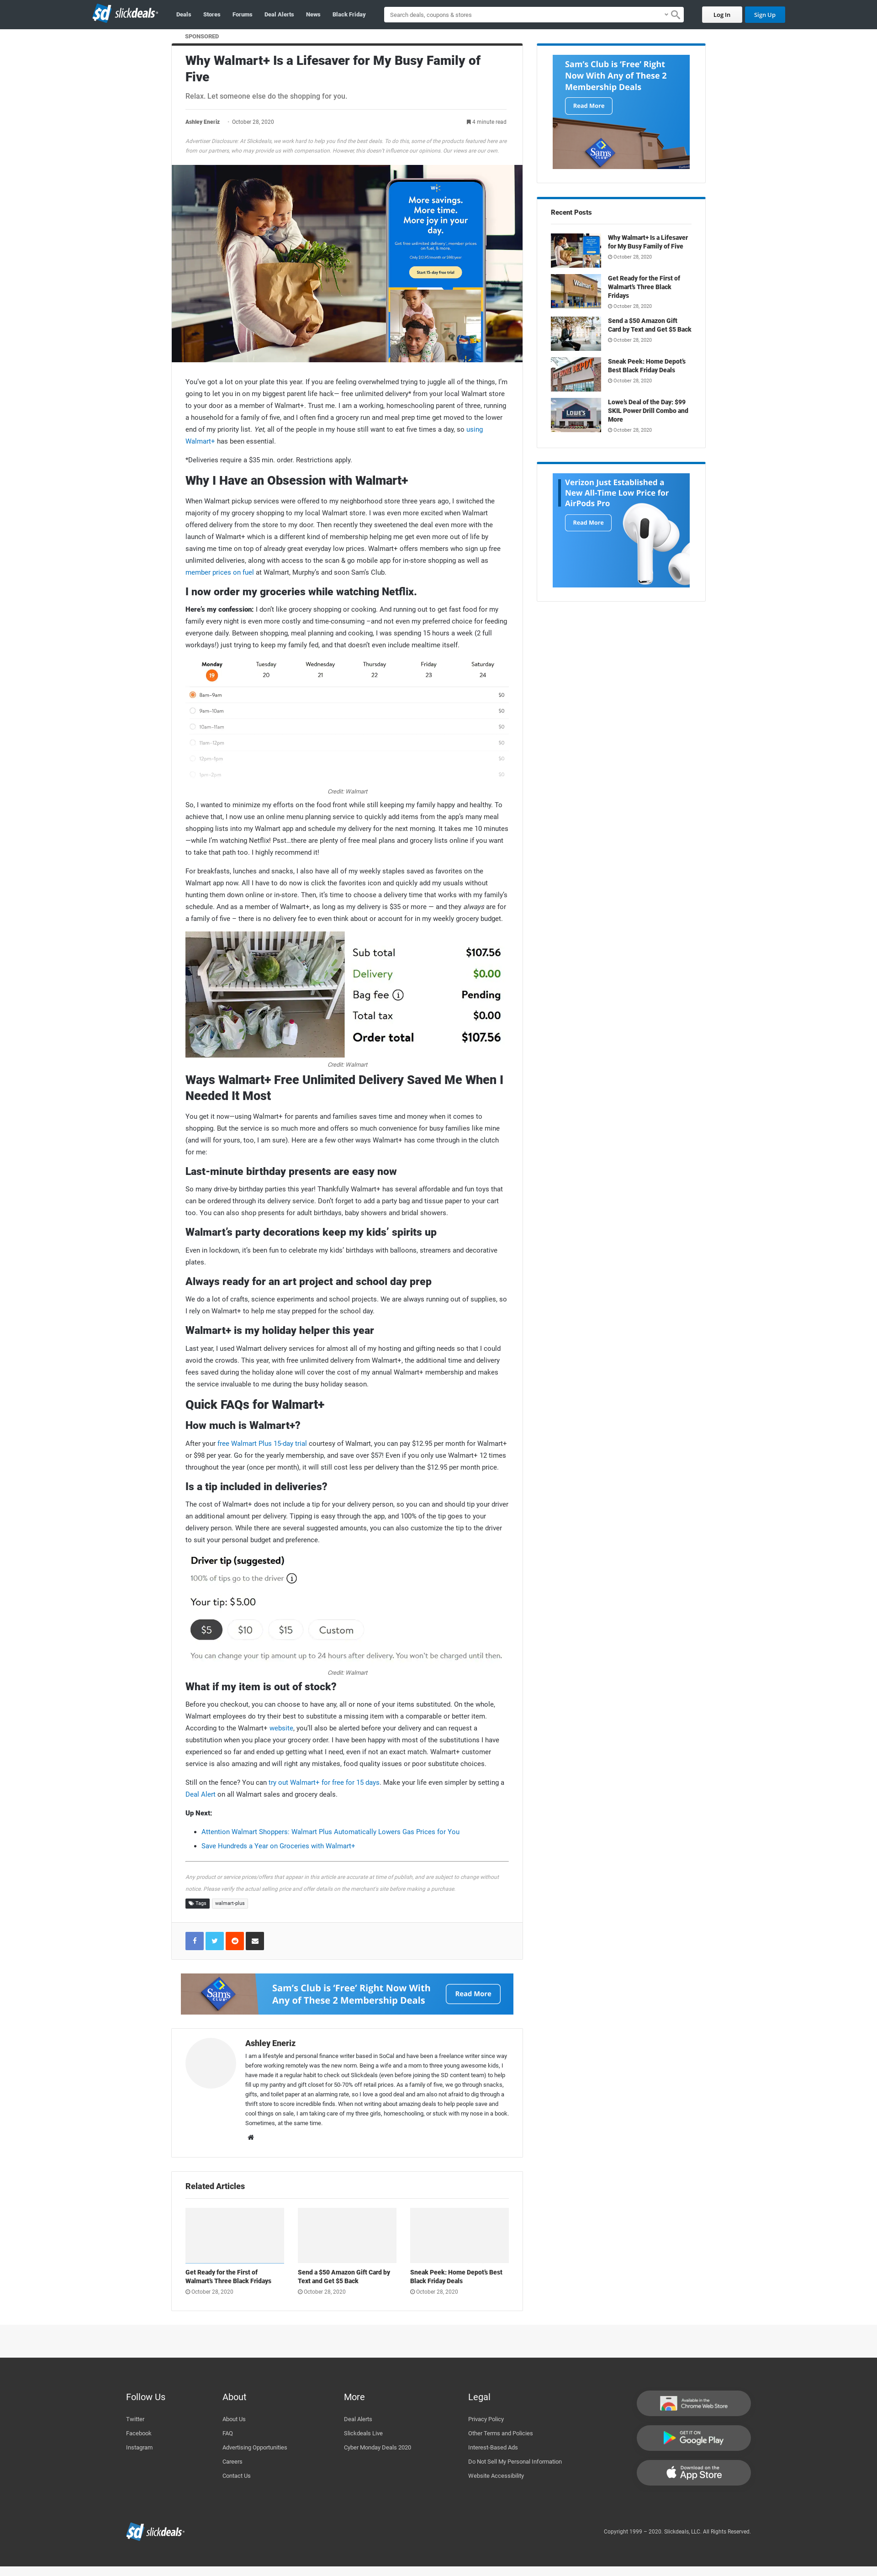 sd slickdeals
Deals Stores Forums Deal Alerts News Black Friday
Search deals, coupons & stores
Log In Sign Up
SPONSORED
Why Walmart+ Is a Lifesaver for My Busy Family of
Five
Relax. Let someone else do the shopping for you.
Ashley Eneriz - October 28, 2020 4 minute read
Advertiser Disclosure: At Slickdeals, we work hard to help you find the best deals. To do this, some of the products featured here are
from our partners, who may provide us with compensation. However, this doesn't influence our opinions. Our views are our own.
More savings.
More time.
More joy in your
day.
Get free unlimited delivery, member prices
on fuel, & more.
Only $12.95/month or $98/year.
Start 15-day free trial
You've got a lot on your plate this year. If you are feeling overwhelmed trying to juggle all of the things, I'm
going to let you in on my biggest parent life hack— free unlimited delivery* from your local Walmart store
to your door as a member of Walmart+. Trust me. I am a working, homeschooling parent of three, running
a household for a family of five, and I often find a grocery run and meal prep time get moved to the lower
end of my priority list. Yet, all of the people in my house still want to eat five times a day, so using
Walmart+ has been essential.
*Deliveries require a $35 min. order. Restrictions apply.
Why I Have an Obsession with Walmart+
When Walmart pickup services were offered to my neighborhood store three years ago, I switched the
majority of my grocery shopping to my local Walmart store. I was even more excited when Walmart
offered delivery from the store to my door. Then recently they sweetened the deal even more with the
launch of Walmart+ which is a different kind of membership helping me get even more out of life by
saving me time on top of already great everyday low prices. Walmart+ offers members who sign up free
unlimited deliveries, along with access to the scan & go mobile app for in-store shopping as well as
member prices on fuel at Walmart, Murphy's and soon Sam's Club.
I now order my groceries while watching Netflix.
Here's my confession: I don't like grocery shopping or cooking. And running out to get fast food for my
family every night is even more costly and time-consuming –and not even my preferred choice for feeding
everyone daily. Between shopping, meal planning and cooking, I was spending 15 hours a week (2 full
workdays!) just trying to keep my family fed, and that doesn't even include mealtime itself.
Monday Tuesday Wednesday Thursday Friday Saturday
19 20 21 22 23 24
8am–9am $0
9am–10am $0
10am–11am $0
11am–12pm $0
12pm–1pm $0
1pm–2pm $0
Credit: Walmart
So, I wanted to minimize my efforts on the food front while still keeping my family happy and healthy. To
achieve that, I now use an online menu planning service to quickly add items from the app's many meal
shopping lists into my Walmart app and schedule my delivery for the next morning. It takes me 10 minutes
—while I'm watching Netflix! Psst…there are plenty of free meal plans and grocery lists online if you want
to take that path too. I highly recommend it!
For breakfasts, lunches and snacks, I also have all of my weekly staples saved as favorites on the
Walmart app now. All I have to do now is click the favorites icon and quickly add my usuals without
hunting them down online or in-store. Then, it's time to choose a delivery time that works with my family's
schedule. And as a member of Walmart+, as long as my delivery is $35 or more — and they always are for
a family of five – there is no delivery fee to even think about or account for in my weekly grocery budget.
Sub total $107.56
Delivery $0.00
Bag fee Pending
Total tax $0.00
Order total $107.56
Credit: Walmart
Ways Walmart+ Free Unlimited Delivery Saved Me When I
Needed It Most
You get it now—using Walmart+ for parents and families saves time and money when it comes to
shopping. But the service is so much more and offers so much convenience for busy families like mine
(and will for yours, too, I am sure). Here are a few other ways Walmart+ has come through in the clutch
for me:
Last-minute birthday presents are easy now
So many drive-by birthday parties this year! Thankfully Walmart+ has several affordable and fun toys that
can be ordered through its delivery service. Don't forget to add a party bag and tissue paper to your cart
too. You can also shop presents for adult birthdays, baby showers and bridal showers.
Walmart's party decorations keep my kids' spirits up
Even in lockdown, it's been fun to celebrate my kids' birthdays with balloons, streamers and decorative
plates.
Always ready for an art project and school day prep
We do a lot of crafts, science experiments and school projects. We are always running out of supplies, so
I rely on Walmart+ to help me stay prepped for the school day.
Walmart+ is my holiday helper this year
Last year, I used Walmart delivery services for almost all of my hosting and gifting needs so that I could
avoid the crowds. This year, with free unlimited delivery from Walmart+, the additional time and delivery
fees saved during the holiday alone will cover the cost of my annual Walmart+ membership and makes
the service invaluable to me during the busy holiday season.
Quick FAQs for Walmart+
How much is Walmart+?
After your free Walmart Plus 15-day trial courtesy of Walmart, you can pay $12.95 per month for Walmart+
or $98 per year. Go for the yearly membership, and save over $57! Even if you only use Walmart+ 12 times
throughout the year (once per month), it will still cost less per delivery than the $12.95 per month price.
Is a tip included in deliveries?
The cost of Walmart+ does not include a tip for your delivery person, so you can and should tip your driver
an additional amount per delivery. Tipping is easy through the app, and 100% of the tip goes to your
delivery person. While there are several suggested amounts, you can also customize the tip to the driver
to suit your personal budget and preference.
Driver tip (suggested)
100% of tips go to the driver
Your tip: $5.00
$5 $10 $15 Custom
You can change your tip amount up to 24 hours after delivery. You won't be charged until then.
Credit: Walmart
What if my item is out of stock?
Before you checkout, you can choose to have any, all or none of your items substituted. On the whole,
Walmart employees do try their best to substitute a missing item with a comparable or better item.
According to the Walmart+ website, you'll also be alerted before your delivery and can request a
substitution when you place your grocery order. I have been happy with most of the substitutions I have
experienced so far and ended up getting what I need, even if not an exact match. Walmart+ customer
service is also amazing and will right any mistakes, food quality issues or poor substitute choices.
Still on the fence? You can try out Walmart+ for free for 15 days. Make your life even simpler by setting a
Deal Alert on all Walmart sales and grocery deals.
Up Next:
Attention Walmart Shoppers: Walmart Plus Automatically Lowers Gas Prices for You
Save Hundreds a Year on Groceries with Walmart+
Any product or service prices/offers that appear in this article are accurate at time of publish, and are subject to change without
notice. Please verify the actual selling price and offer details on the merchant's site before making a purchase.
Tags walmart-plus
Sam's Club
Sam's Club is 'Free' Right Now With
Any of These 2 Membership Deals
Read More
Ashley Eneriz
I am a lifestyle and personal finance writer based in SoCal and have been a freelance writer since way
before working remotely was the new norm. Being a wife and a mom to three young awesome kids, I
have made it a regular habit to check out Slickdeals (even before joining the SD content team) to help
fill up my pantry and gift closet for 50-70% off retail prices. As a family of five, we go through snacks,
gifts, and toilet paper at an alarming rate, so I love a good deal and am also not afraid to dig through a
thrift store to score incredible finds. When not writing about amazing deals to help people save and
cool things on sale, I am taking care of my three girls, homeschooling, or stuck with my nose in a book.
Sometimes, at the same time.
Related Articles
Get Ready for the First of
Walmart's Three Black Fridays
October 28, 2020
Send a $50 Amazon Gift Card by
Text and Get $5 Back
October 28, 2020
Sneak Peek: Home Depot's Best
Black Friday Deals
October 28, 2020
Sam's Club is 'Free' Right
Now With Any of These 2
Membership Deals
Read More
Sam's Club
Recent Posts
Why Walmart+ Is a Lifesaver
for My Busy Family of Five
October 28, 2020
Walmart
Get Ready for the First of
Walmart's Three Black
Fridays
October 28, 2020
Send a $50 Amazon Gift
Card by Text and Get $5 Back
October 28, 2020
THE HOME DEPOT
Sneak Peek: Home Depot's
Best Black Friday Deals
October 28, 2020
LOWE'S
Lowe's Deal of the Day: $99
SKIL Power Drill Combo and
More
October 28, 2020
Verizon Just Established a
New All-Time Low Price for
AirPods Pro
Read More
Follow Us
Twitter
Facebook
Instagram
About
About Us
FAQ
Advertising Opportunities
Careers
Contact Us
More
Deal Alerts
Slickdeals Live
Cyber Monday Deals 2020
Legal
Privacy Policy
Other Terms and Policies
Interest-Based Ads
Do Not Sell My Personal Information
Website Accessibility
Available in the
Chrome Web Store
GET IT ON
Google Play
Download on the
App Store
sd slickdeals
Copyright 1999 – 2020. Slickdeals, LLC. All Rights Reserved.